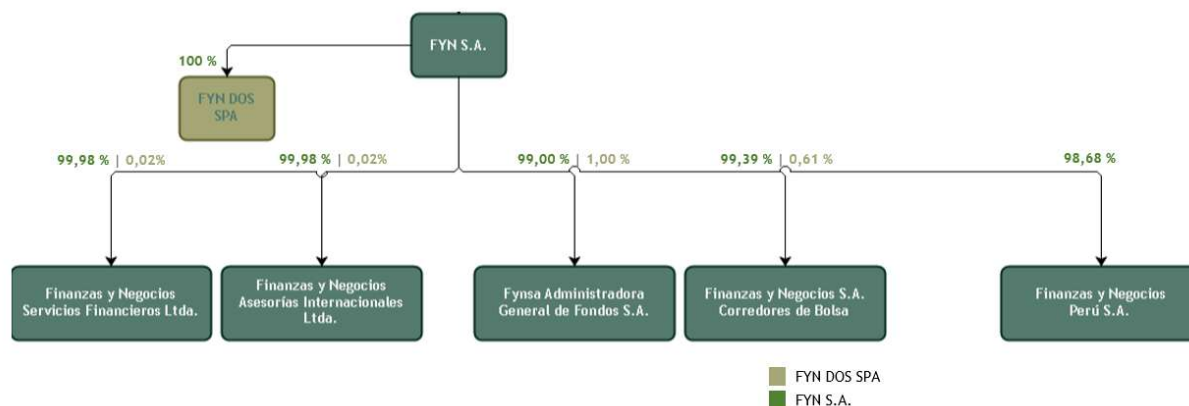 FYN S.A.
100 %
FYN DOS
SPA
99,98 % | 0,02%
99,98 % | 0,02%
99,00 % | 1,00 %
99,39 % | 0,61 %
98,68 %
Finanzas y Negocios
Servicios Financieros Ltda.
Finanzas y Negocios
Asesorías Internacionales
Ltda.
Fynsa Administradora
General de Fondos S.A.
Finanzas y Negocios S.A.
Corredores de Bolsa
Finanzas y Negocios
Perú S.A.
FYN DOS SPA
FYN S.A.